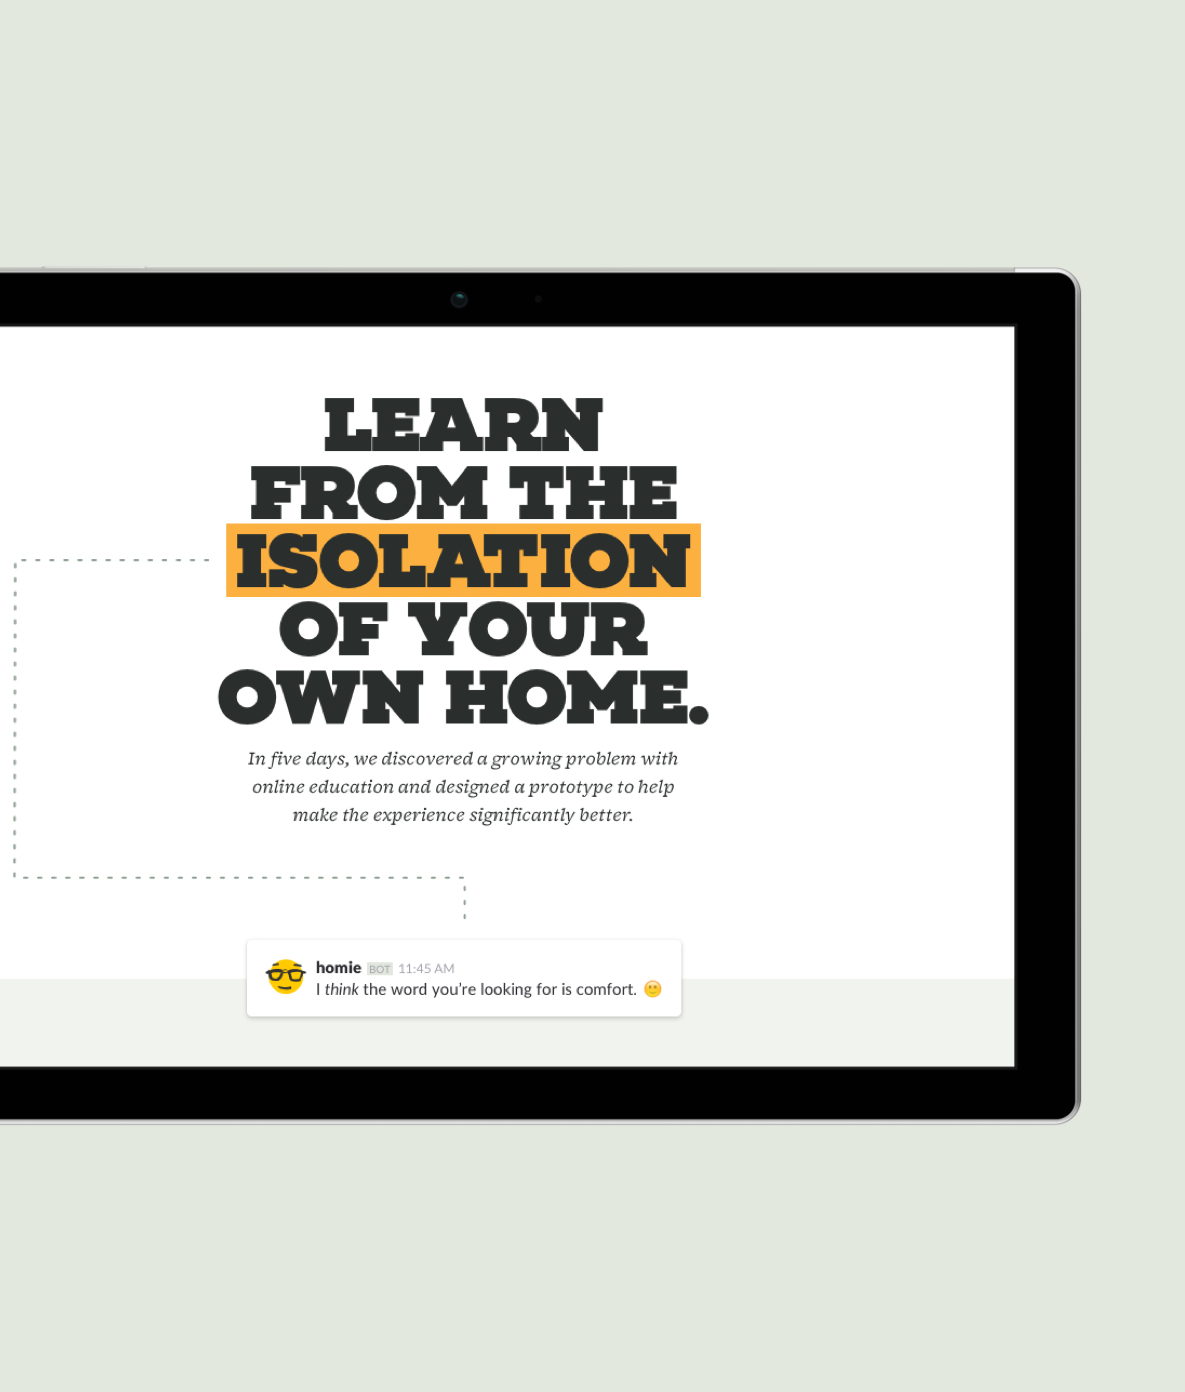 LEARN
FROM THE
ISOLATION
OF YOUR
OWN HOME.
In five days, we discovered a growing problem with
online education and designed a prototype to help
make the experience significantly better.
homie BOT 11:45 AM
I think the word you're looking for is comfort. 🙂